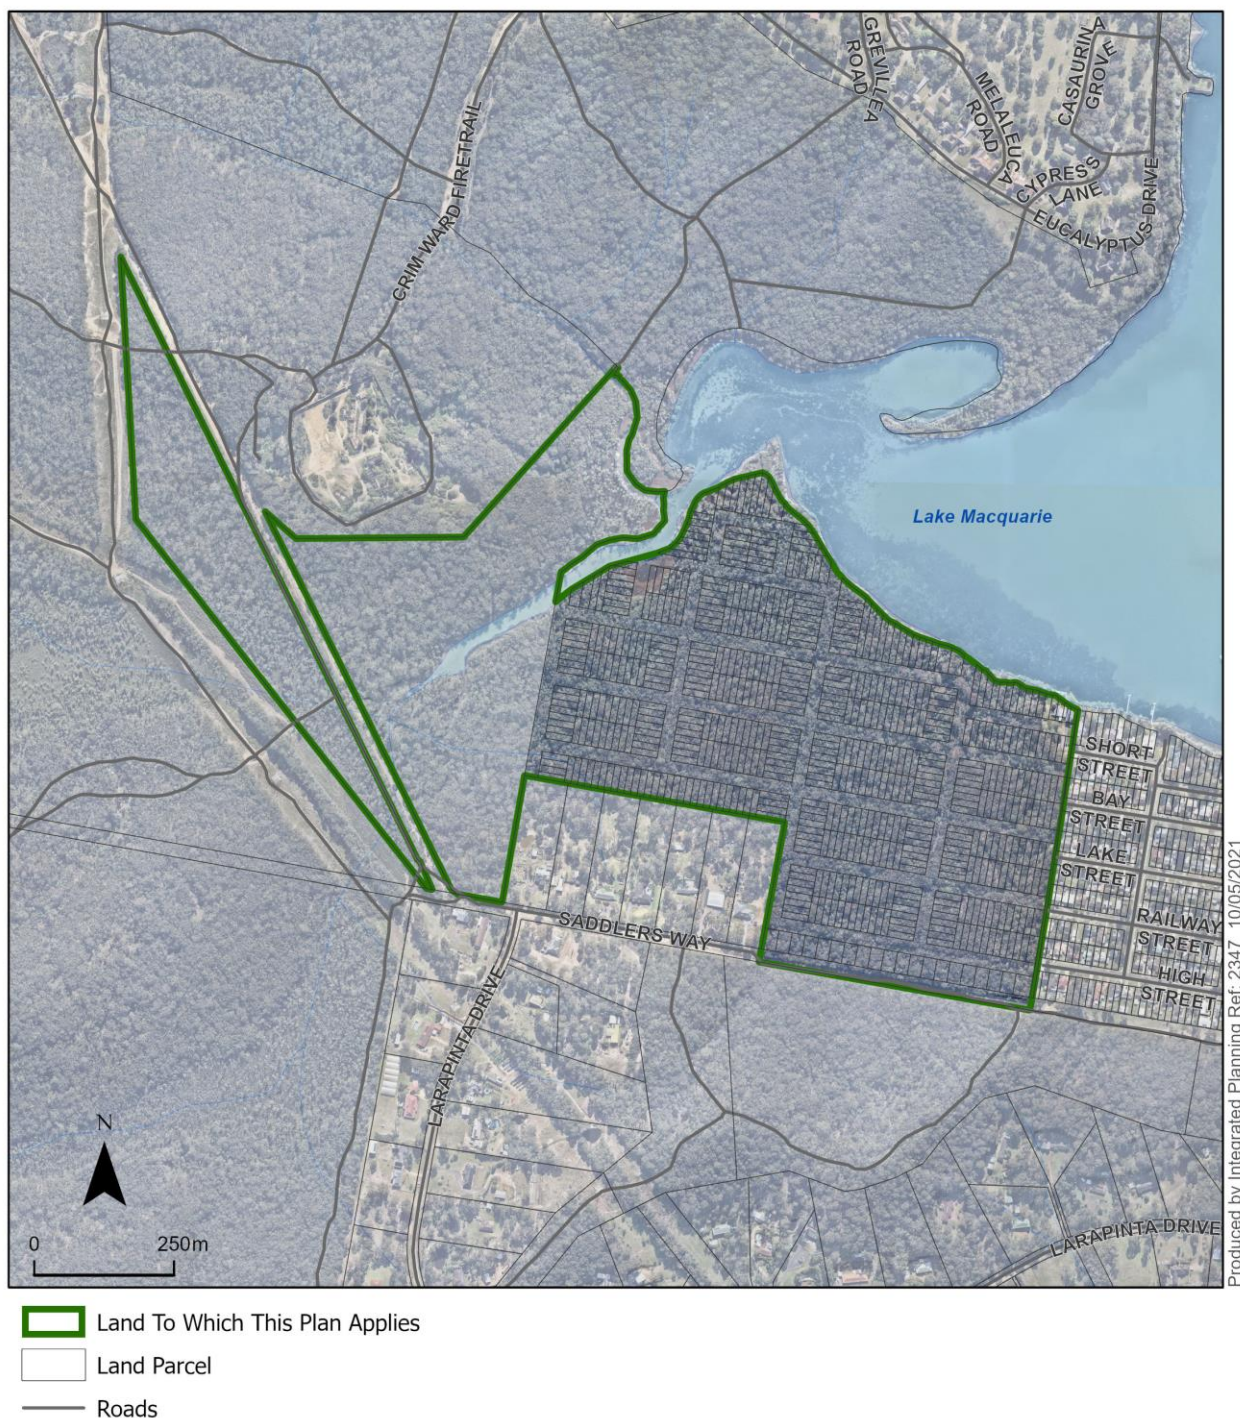 GREVILLEA
ROAD
MELALEUCA
ROAD
CASAURINA
GROVE
CYPRESS
LANE
EUCALYPTUS DRIVE
CRIM WARD FIRETRAIL
Lake Macquarie
SHORT
STREET
BAY
STREET
LAKE
STREET
RAILWAY
STREET
HIGH
STREET
SADDLERS WAY
LARAPINTA DRIVE
LARAPINTA DRIVE
N
0 250m
Produced by Integrated Planning Ref: 2347 10/05/2021
Land To Which This Plan Applies
Land Parcel
Roads